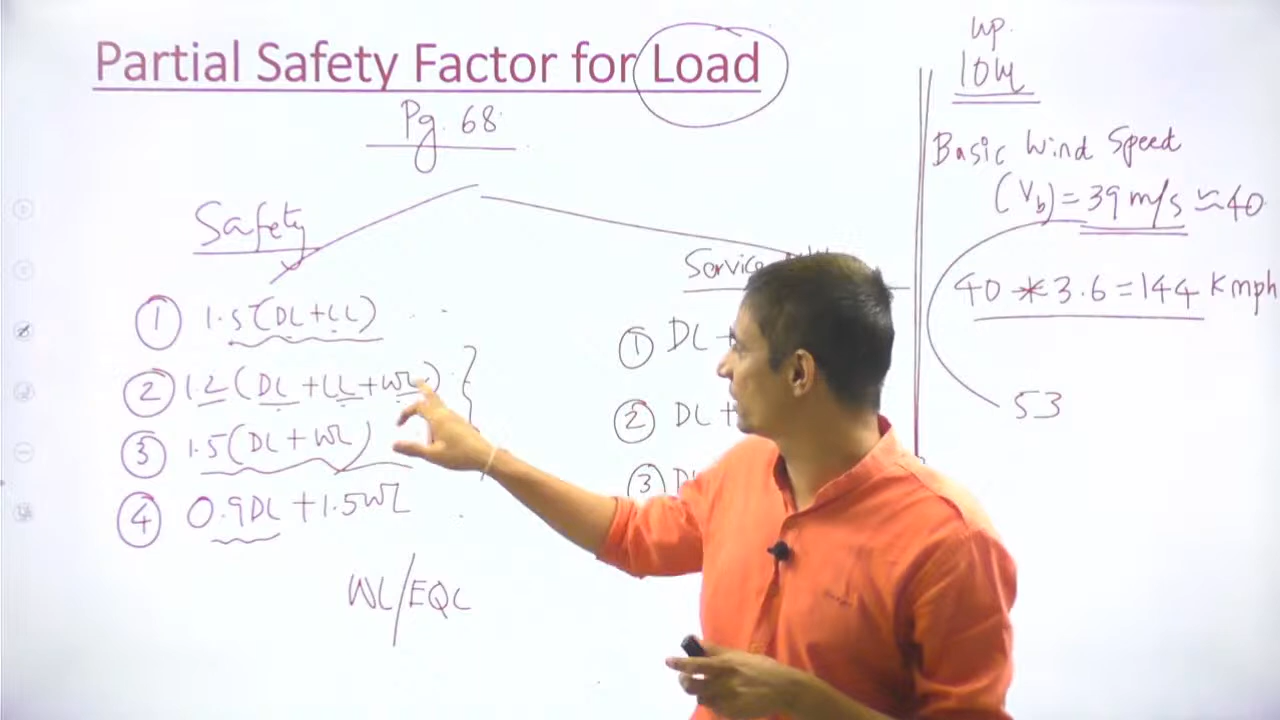 Partial Safety Factor for Load
Pg. 68
Safety
① 1.5(DL+LL)
② 1.2(DL+LL+WL)
③ 1.5(DL+WL)
④ 0.9DL+1.5WL
WL/EQL
Service
① DL+
② DL+
③
up.
10m
Basic Wind Speed
(Vb)=39m/s ≃40
40*3.6=144 Kmph
53